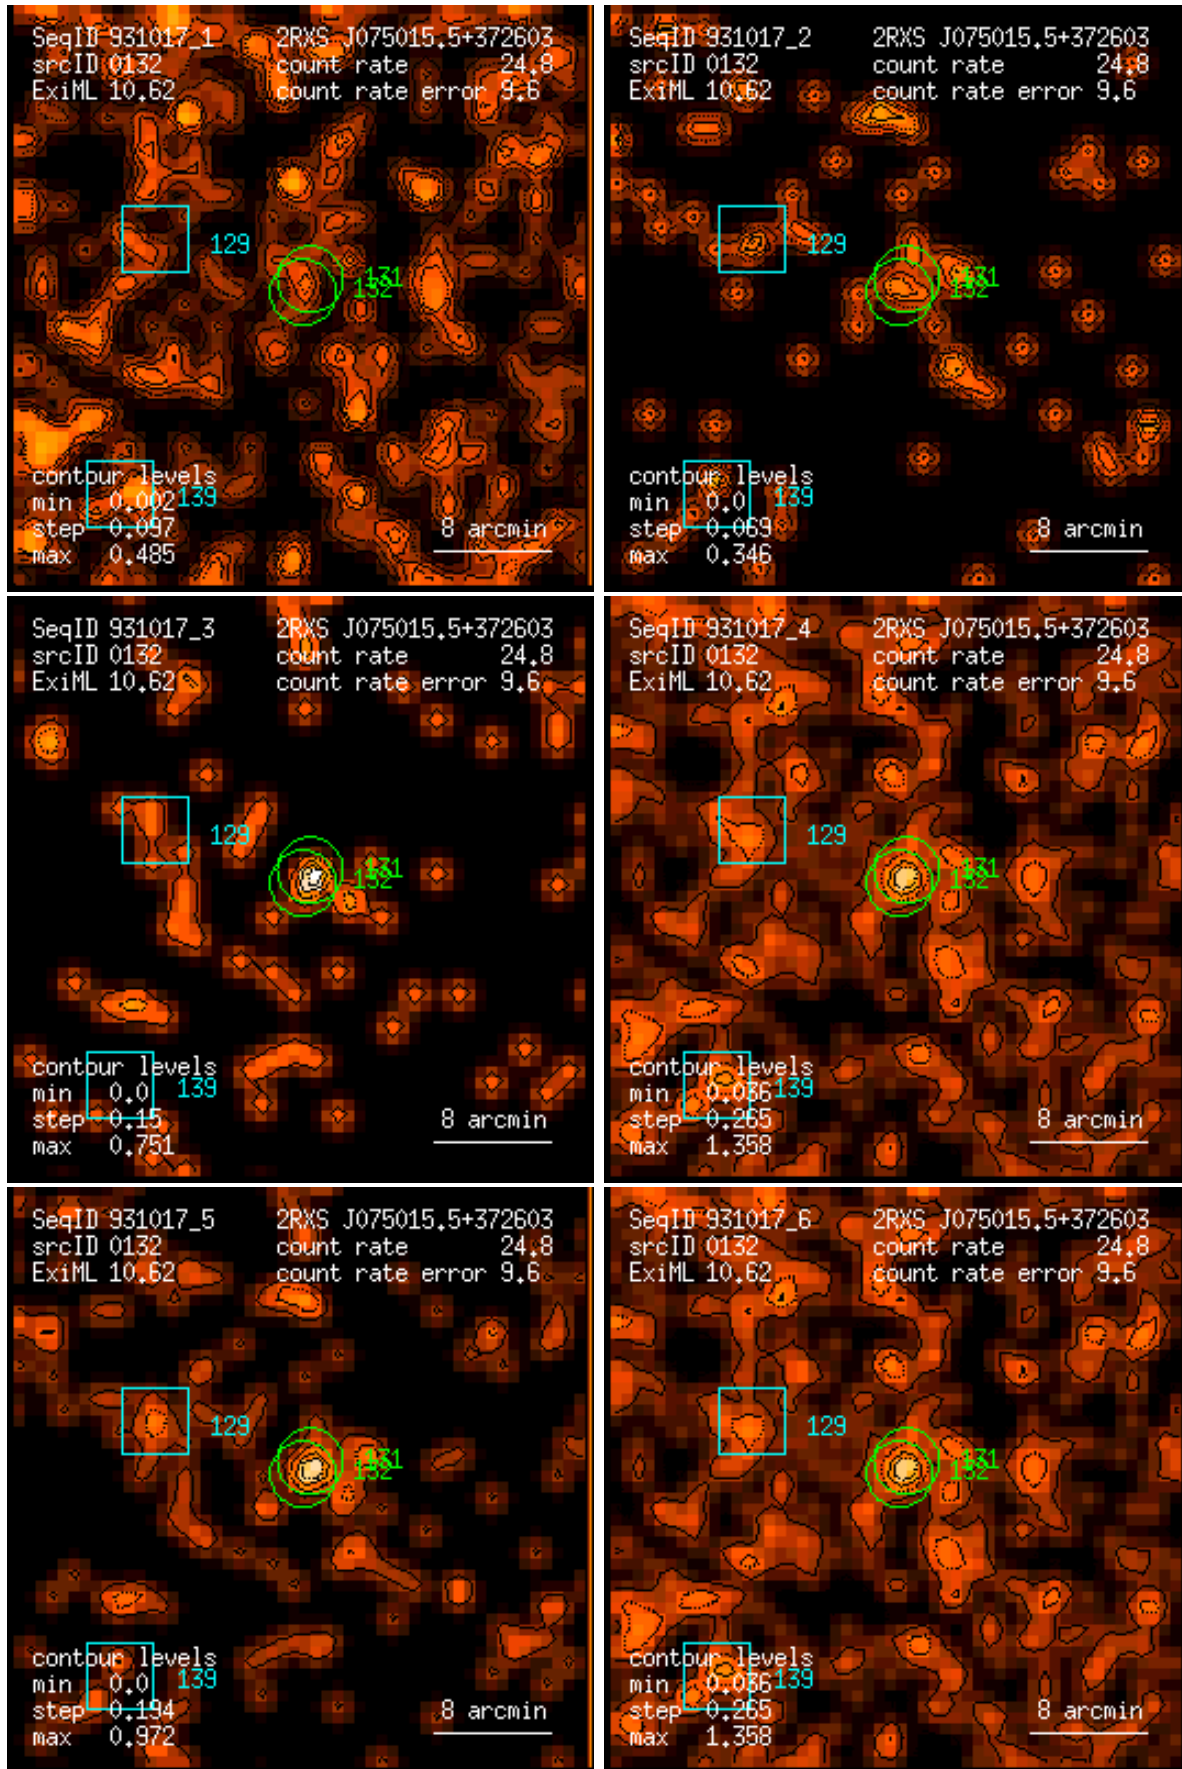 SeqID 931017_1 2RXS J075015.5+372603
srcID 0132 count rate 24.8
ExiML 10.62 count rate error 9.6
129
131
132
contour levels
min 0.002 139
step 0.097 8 arcmin
max 0.485
SeqID 931017_2 2RXS J075015.5+372603
srcID 0132 count rate 24.8
ExiML 10.62 count rate error 9.6
129
131
132
contour levels
min 0.0 139
step 0.069 8 arcmin
max 0.346
SeqID 931017_3 2RXS J075015.5+372603
srcID 0132 count rate 24.8
ExiML 10.62 count rate error 9.6
129
131
132
contour levels
min 0.0 139
step 0.15 8 arcmin
max 0.751
SeqID 931017_4 2RXS J075015.5+372603
srcID 0132 count rate 24.8
ExiML 10.62 count rate error 9.6
129
131
132
contour levels
min 0.036 139
step 0.265 8 arcmin
max 1.358
SeqID 931017_5 2RXS J075015.5+372603
srcID 0132 count rate 24.8
ExiML 10.62 count rate error 9.6
129
131
132
contour levels
min 0.0 139
step 0.194 8 arcmin
max 0.972
SeqID 931017_6 2RXS J075015.5+372603
srcID 0132 count rate 24.8
ExiML 10.62 count rate error 9.6
129
131
132
contour levels
min 0.036 139
step 0.265 8 arcmin
max 1.358